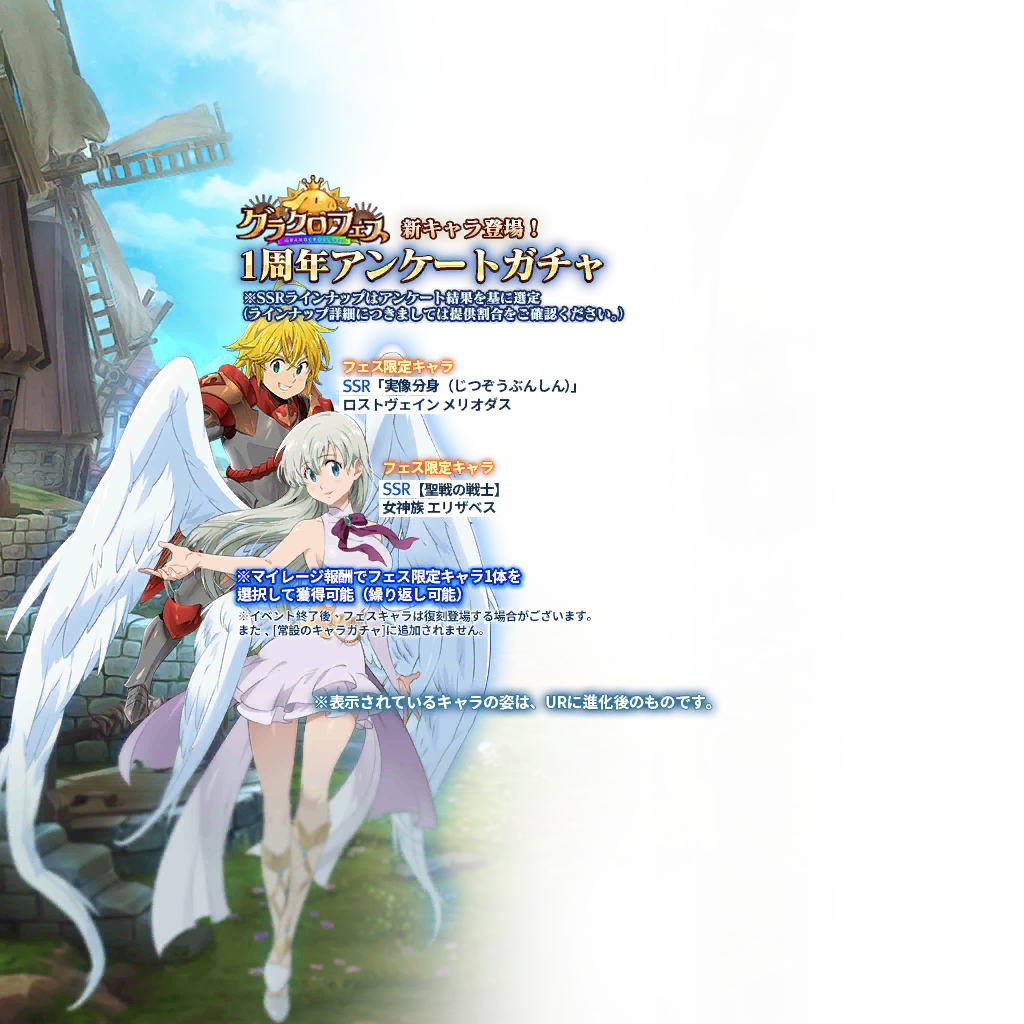 グラクロフェス
新キャラ登場！
1周年アンケートガチャ
※SSRラインナップはアンケート結果を基に選定
(ラインナップ詳細につきましては提供割合をご確認ください。)
フェス限定キャラ
SSR「実像分身（じつぞうぶんしん）」
ロストヴェイン メリオダス
フェス限定キャラ
SSR【聖戦の戦士】
女神族 エリザベス
※マイレージ報酬でフェス限定キャラ1体を
選択して獲得可能（繰り返し可能）
※イベント終了後、フェスキャラは復刻登場する場合がございます。
また、[常設のキャラガチャ]に追加されません。
※表示されているキャラの姿は、URに進化後のものです。